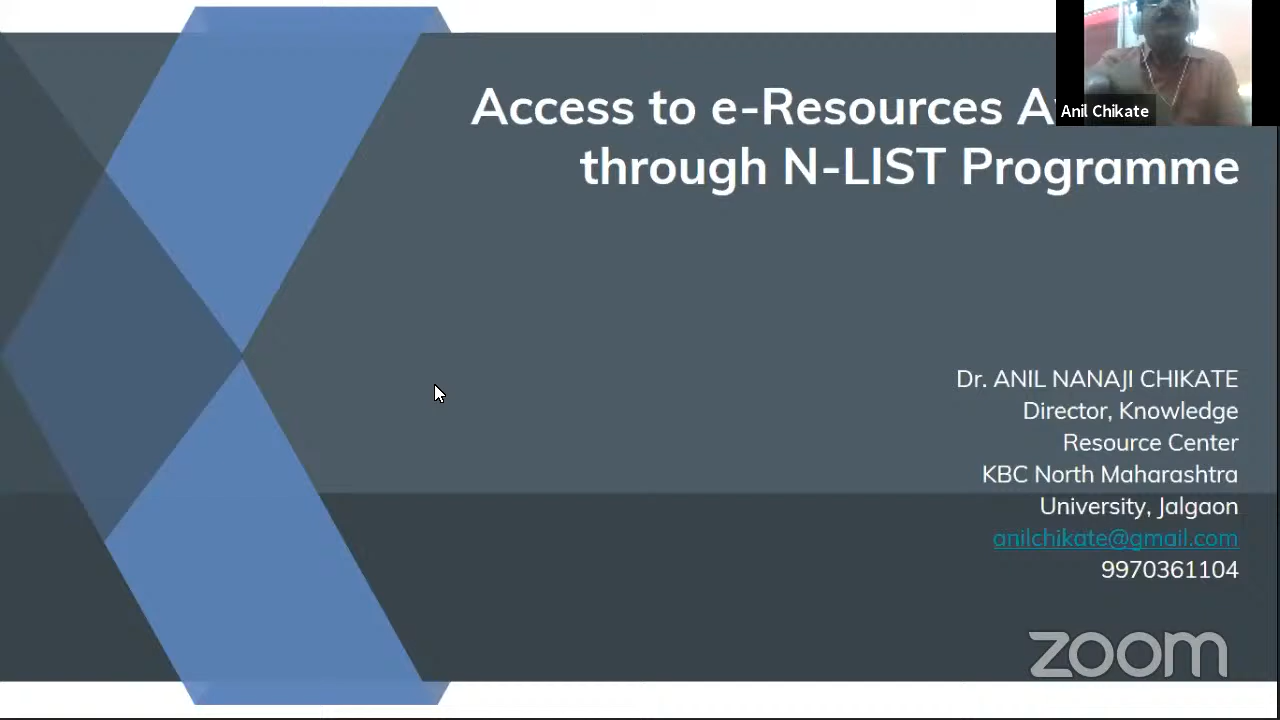 Access to e-Resources
through N-LIST Programme
Anil Chikate
Dr. ANIL NANAJI CHIKATE
Director, Knowledge
Resource Center
KBC North Maharashtra
University, Jalgaon
anilchikate@gmail.com
9970361104
zoom